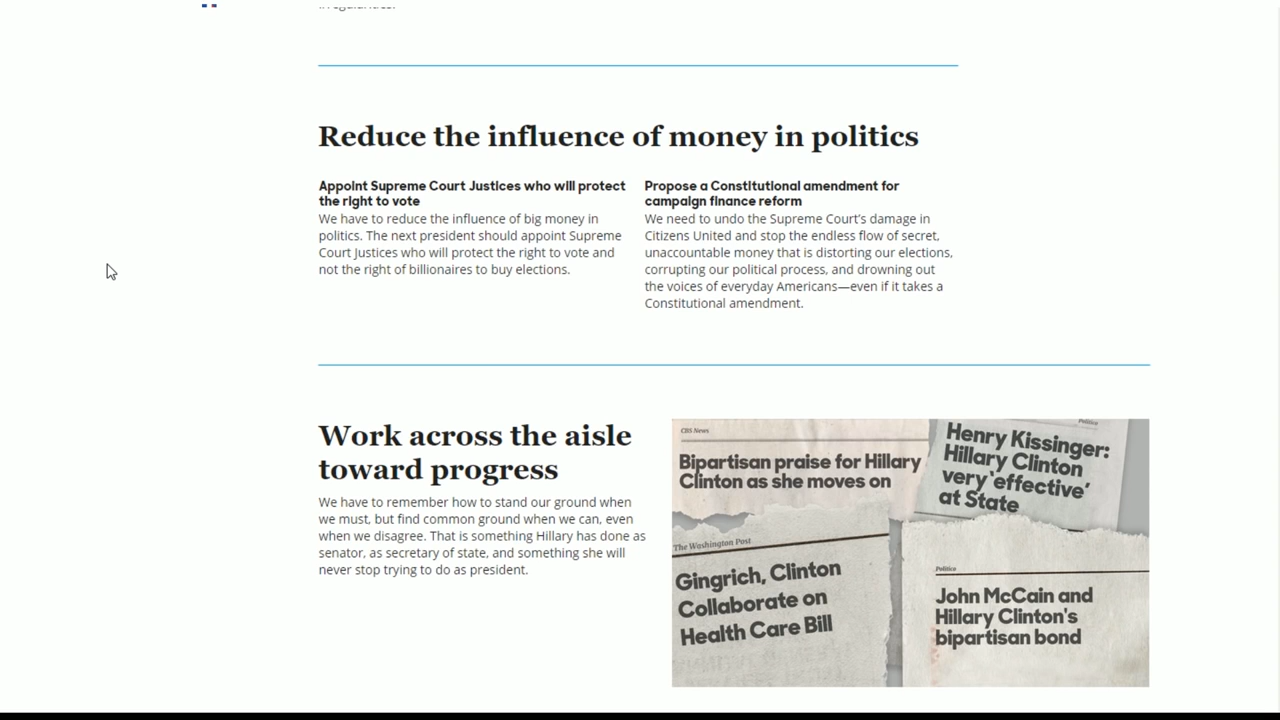 Reduce the influence of money in politics
Appoint Supreme Court Justices who will protect
the right to vote
We have to reduce the influence of big money in
politics. The next president should appoint Supreme
Court Justices who will protect the right to vote and
not the right of billionaires to buy elections.
Propose a Constitutional amendment for
campaign finance reform
We need to undo the Supreme Court's damage in
Citizens United and stop the endless flow of secret,
unaccountable money that is distorting our elections,
corrupting our political process, and drowning out
the voices of everyday Americans—even if it takes a
Constitutional amendment.
Work across the aisle
toward progress
We have to remember how to stand our ground when
we must, but find common ground when we can, even
when we disagree. That is something Hillary has done as
senator, as secretary of state, and something she will
never stop trying to do as president.
CBS News
Bipartisan praise for Hillary
Clinton as she moves on
Politico
Henry Kissinger:
Hillary Clinton
very 'effective'
at State
The Washington Post
Gingrich, Clinton
Collaborate on
Health Care Bill
Politico
John McCain and
Hillary Clinton's
bipartisan bond